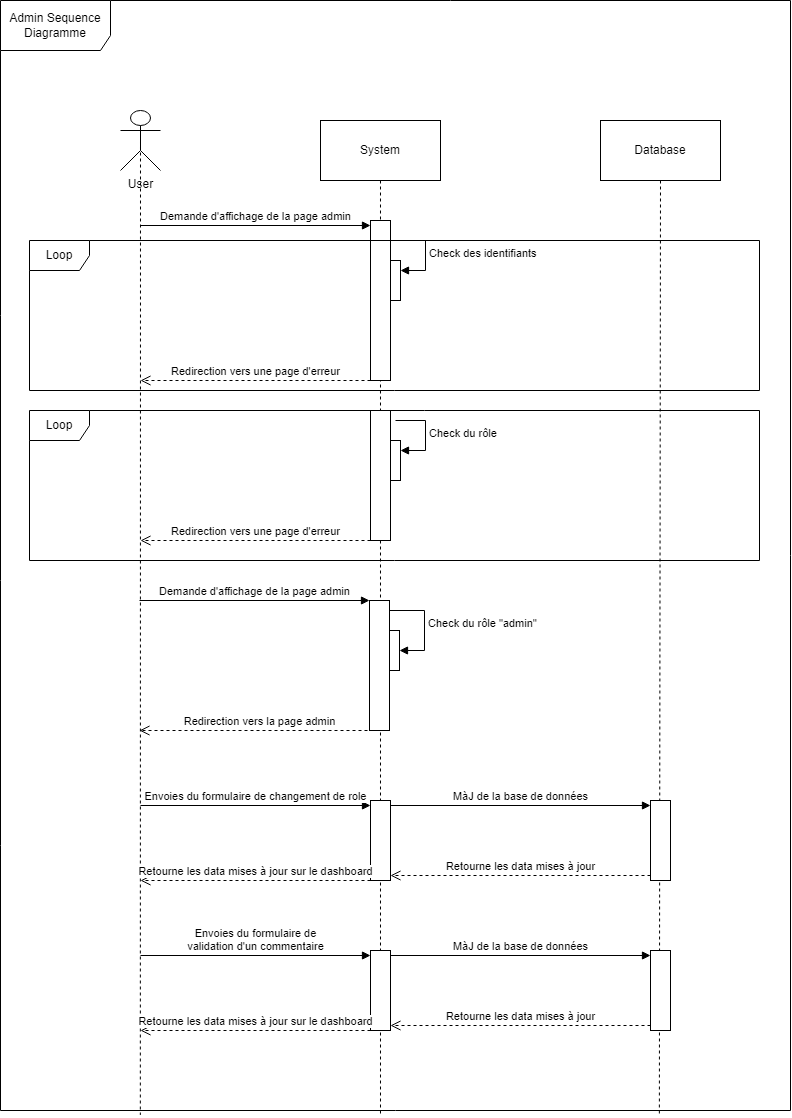 Admin Sequence
Diagramme
User
System
Database
Demande d'affichage de la page admin
Loop
Check des identifiants
Redirection vers une page d'erreur
Loop
Check du rôle
Redirection vers une page d'erreur
Demande d'affichage de la page admin
Check du rôle "admin"
Redirection vers la page admin
Envoies du formulaire de changement de role
MàJ de la base de données
Retourne les data mises à jour sur le dashboard
Retourne les data mises à jour
Envoies du formulaire de
validation d'un commentaire
MàJ de la base de données
Retourne les data mises à jour sur le dashboard
Retourne les data mises à jour